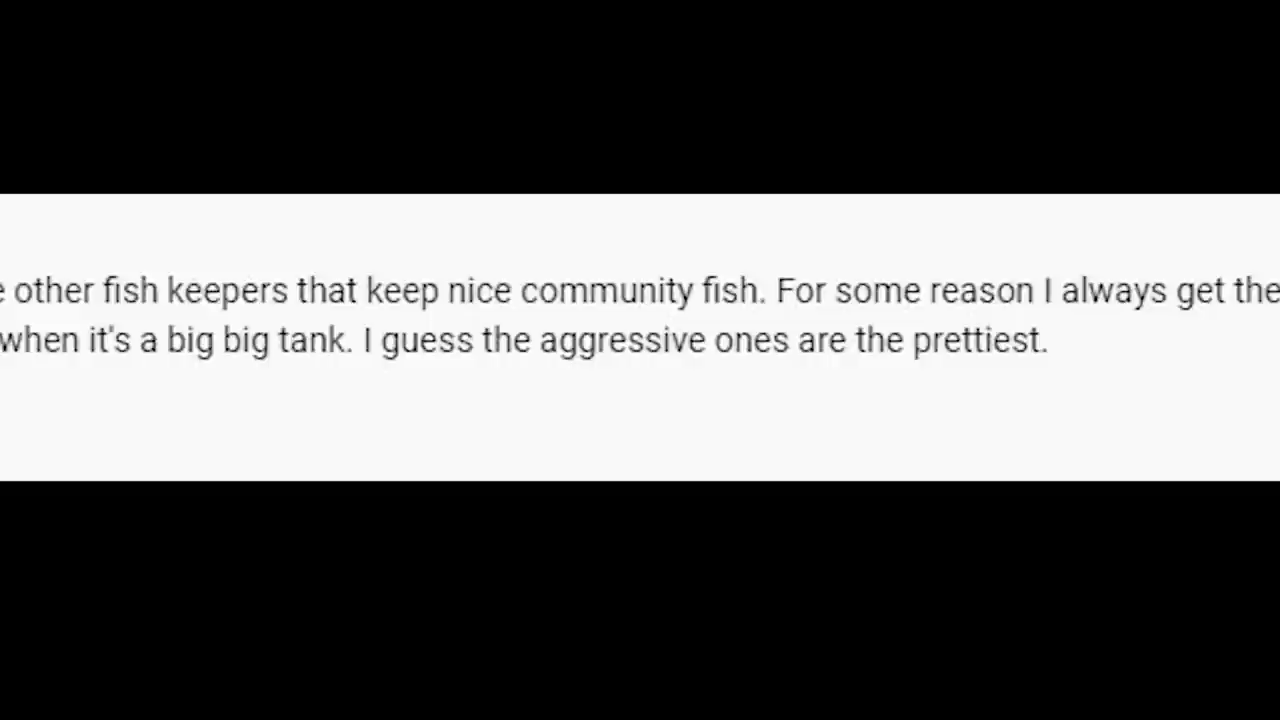 other fish keepers that keep nice community fish. For some reason I always get the
when it's a big big tank. I guess the aggressive ones are the prettiest.